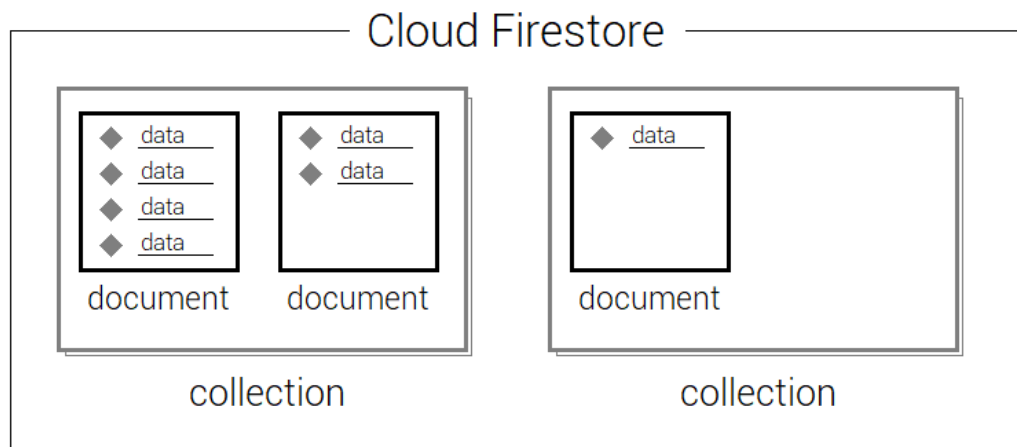 Cloud Firestore
data
data
data
data
document
data
data
document
collection
data
document
collection